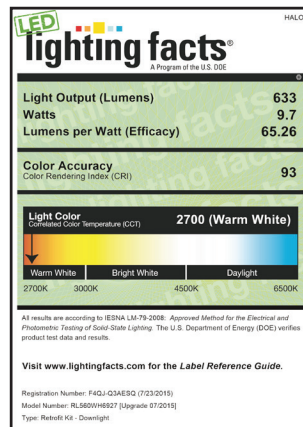 LED
HALO
lighting facts®
A Program of the U.S. DOE
Light Output (Lumens) 633
Watts 9.7
Lumens per Watt (Efficacy) 65.26
Color Accuracy
Color Rendering Index (CRI) 93
Light Color
Correlated Color Temperature (CCT) 2700 (Warm White)
Warm White Bright White Daylight
2700K 3000K 4500K 6500K
All results are according to IESNA LM-79-2008: Approved Method for the Electrical and
Photometric Testing of Solid-State Lighting. The U.S. Department of Energy (DOE) verifies
product test data and results.
Visit www.lightingfacts.com for the Label Reference Guide.
Registration Number: F4QJ-Q3AESQ (7/23/2015)
Model Number: RL560WH6927 [Upgrade 07/2015]
Type: Retrofit Kit - Downlight